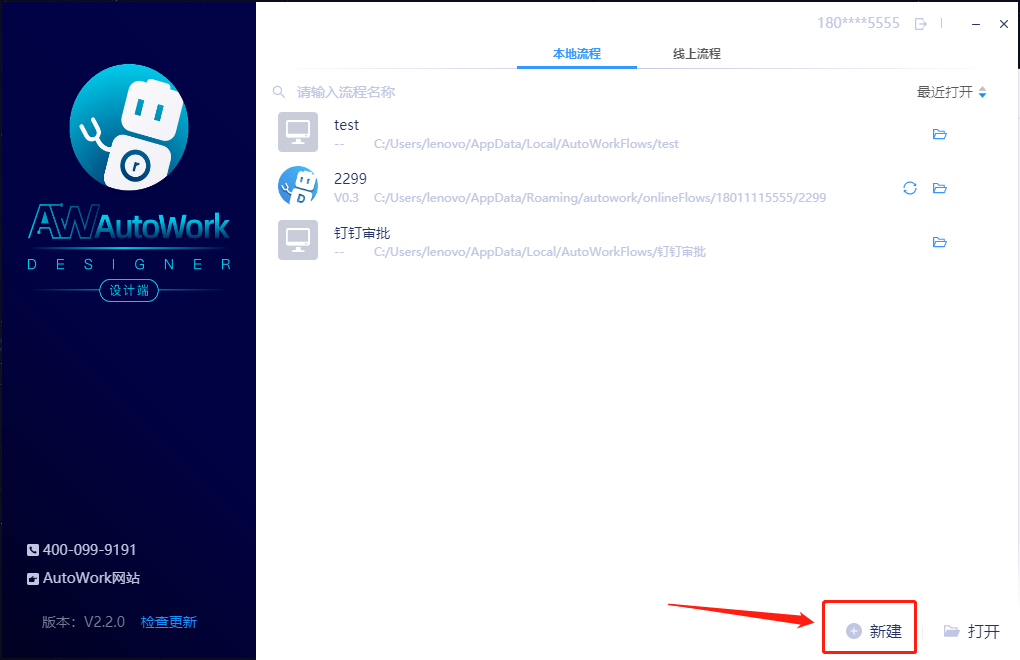 180****5555
本地流程
线上流程
请输入流程名称
最近打开
test
-- C:/Users/lenovo/AppData/Local/AutoWorkFlows/test
2299
V0.3 C:/Users/lenovo/AppData/Roaming/autowork/onlineFlows/18011115555/2299
钉钉审批
-- C:/Users/lenovo/AppData/Local/AutoWorkFlows/钉钉审批
r
D
AWAutoWork
DESIGNER
设计端
400-099-9191
AutoWork网站
版本：V2.2.0 检查更新
新建
打开